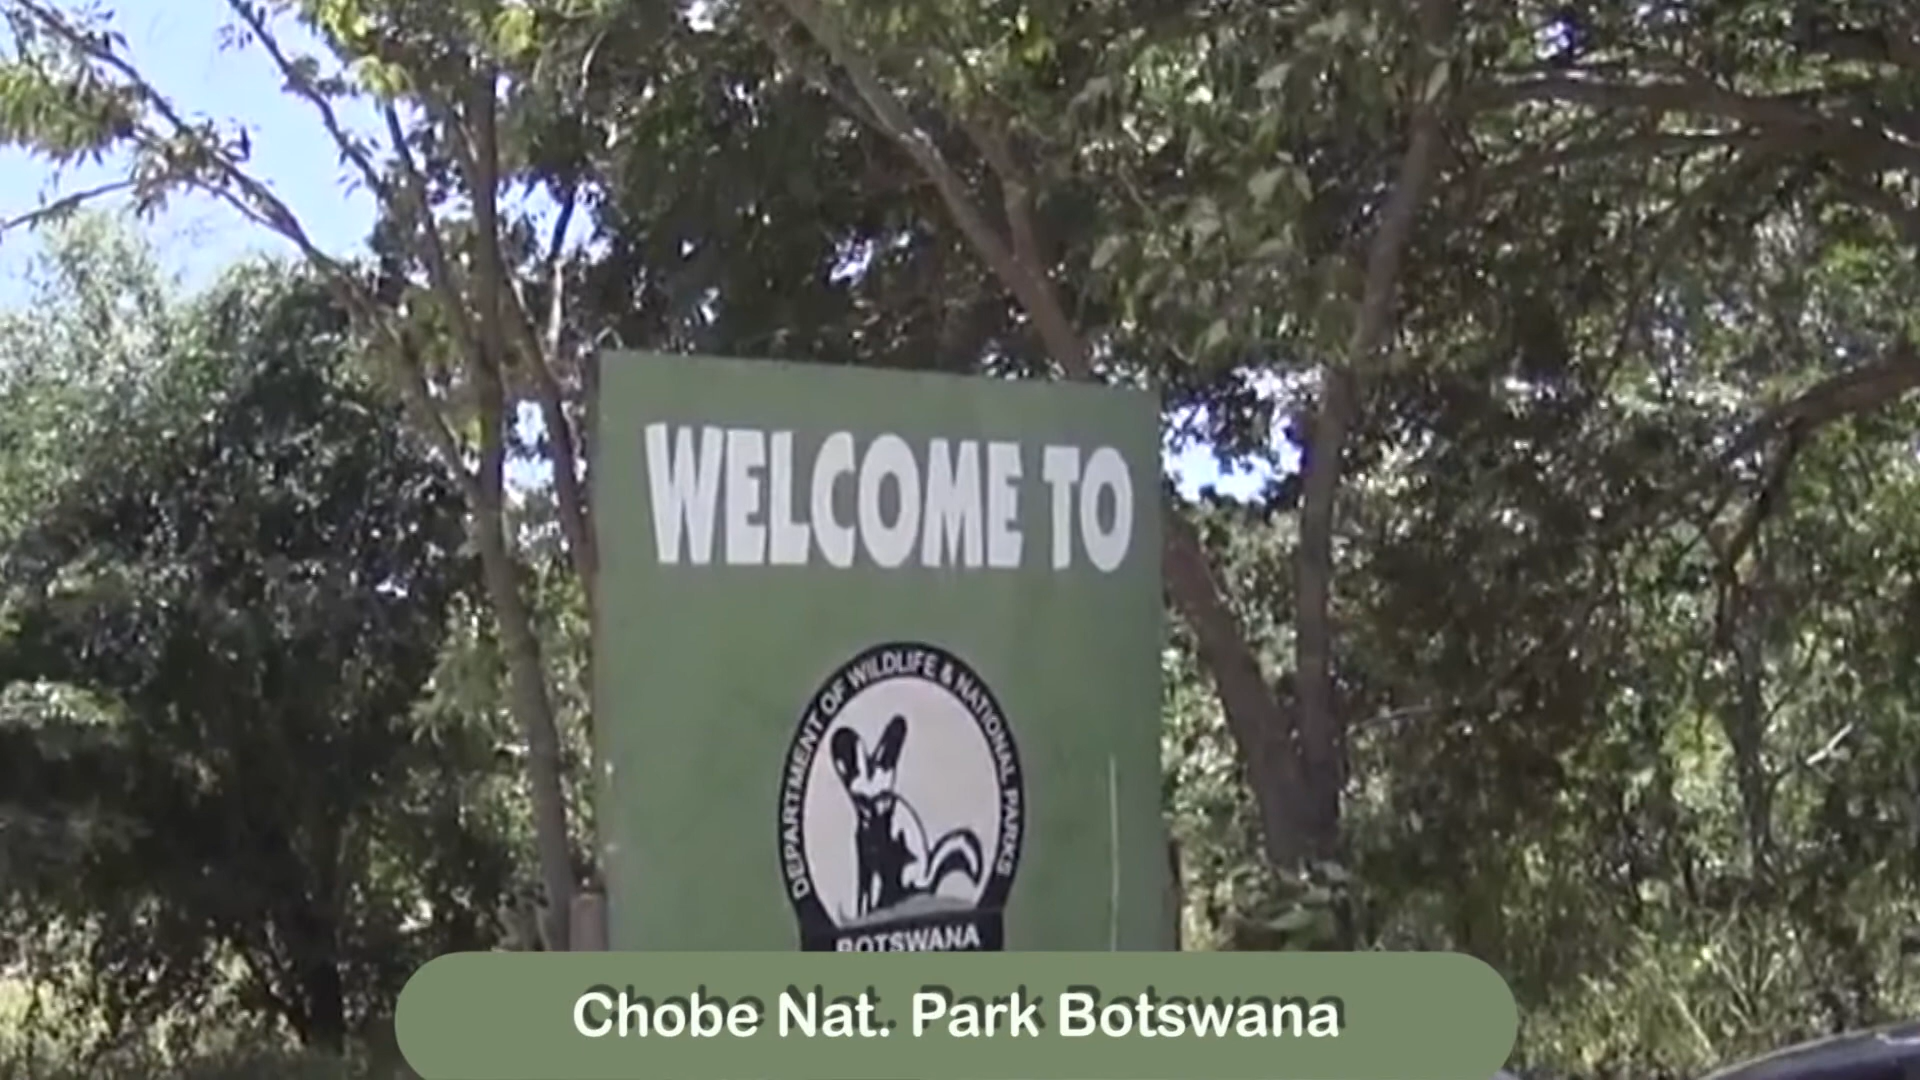 WELCOME TO
DEPARTMENT OF WILDLIFE & NATIONAL PARKS
BOTSWANA
Chobe Nat. Park Botswana